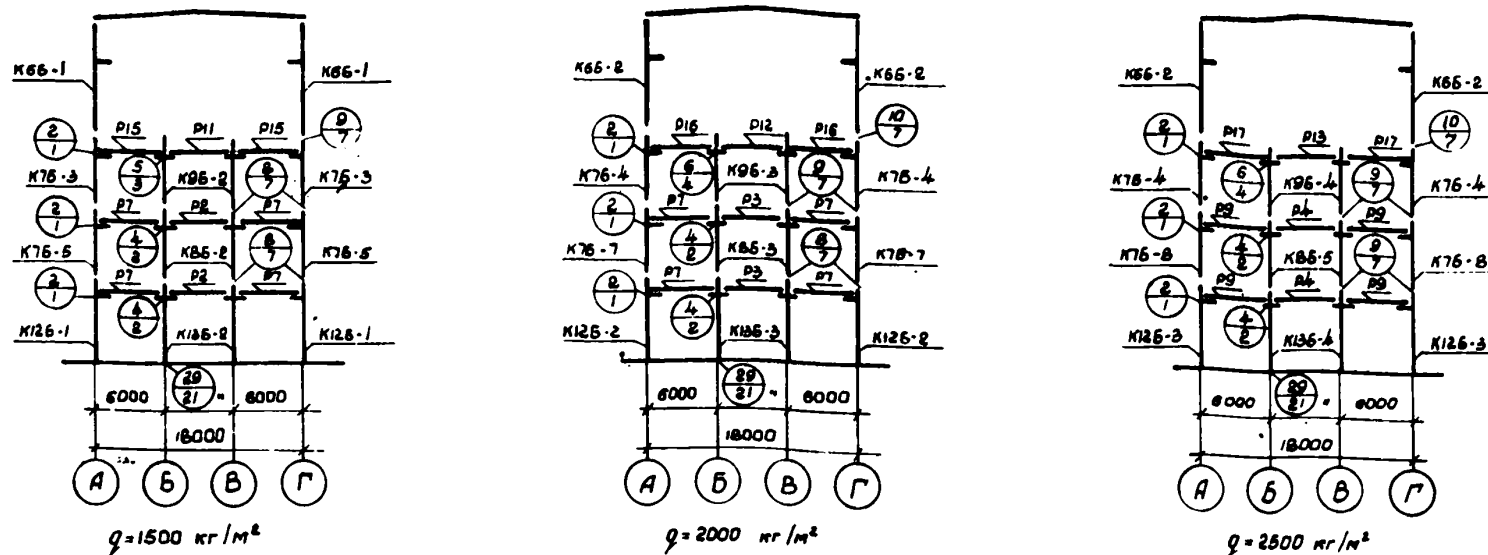 К6Б-1 К6Б-1
Р15 Р11 Р15
9/7
2/1
5/3
К9Б-2
8/7
К7Б-3 К7Б-3
Р7 Р2 Р7
2/1
4/2
К8Б-2
8/7
К7Б-5 К7Б-5
Р7 Р2 Р7
2/1
4/2
К12Б-1 К13Б-2 К12Б-1
29/21
6000 " 6000
18000
А Б В Г
q=1500 кг/м²
К6Б-2 К6Б-2
Р16 Р12 Р16
10/7
2/1
6/4
К9Б-3
9/7
К7Б-4 К7Б-4
Р7 Р3 Р7
2/1
4/2
К8Б-3
8/7
К7Б-7 К7Б-7
Р7 Р3 Р7
2/1
4/2
К12Б-2 К13Б-3 К12Б-2
29/21
6000 " 6000
18000
А Б В Г
q=2000 кг/м²
К6Б-2 К6Б-2
Р17 Р13 Р17
10/7
2/1
6/4
К9Б-4
9/7
К7Б-4 К7Б-4
Р9 Р4 Р9
2/1
4/2
К8Б-5
9/7
К7Б-8 К7Б-8
Р9 Р4 Р9
2/1
4/2
К12Б-3 К13Б-4 К12Б-3
29/21
6000 " 6000
18000
А Б В Г
q=2500 кг/м²